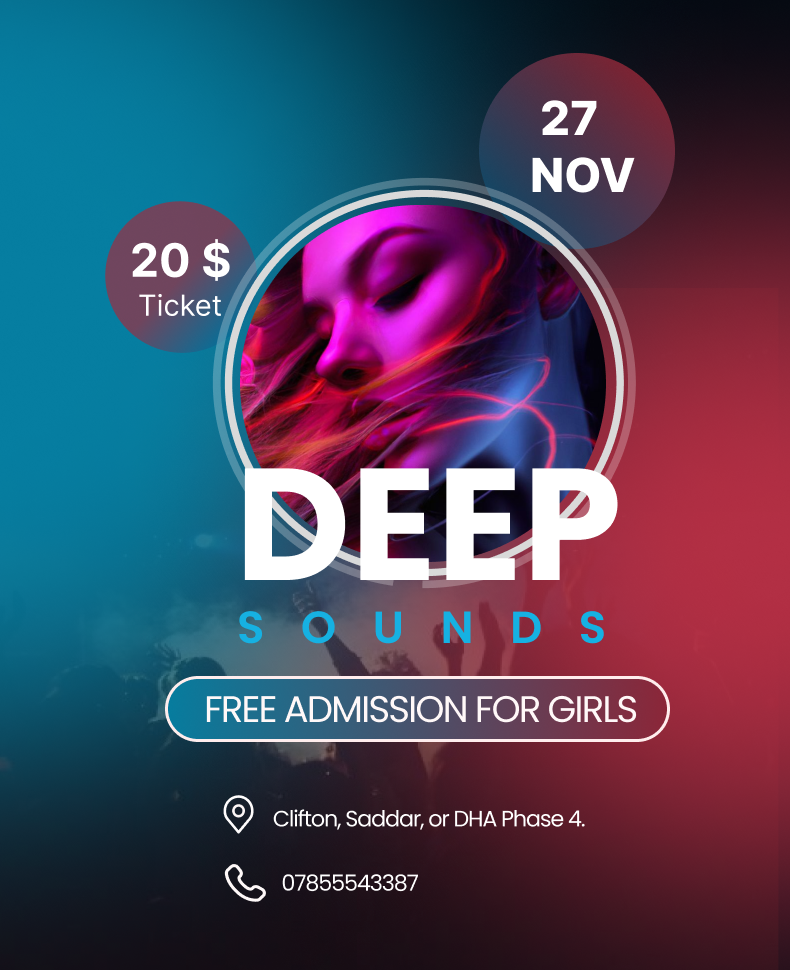 27
NOV
20 $
Ticket
DEEP
SOUNDS
FREE ADMISSION FOR GIRLS
Clifton, Saddar, or DHA Phase 4.
07855543387